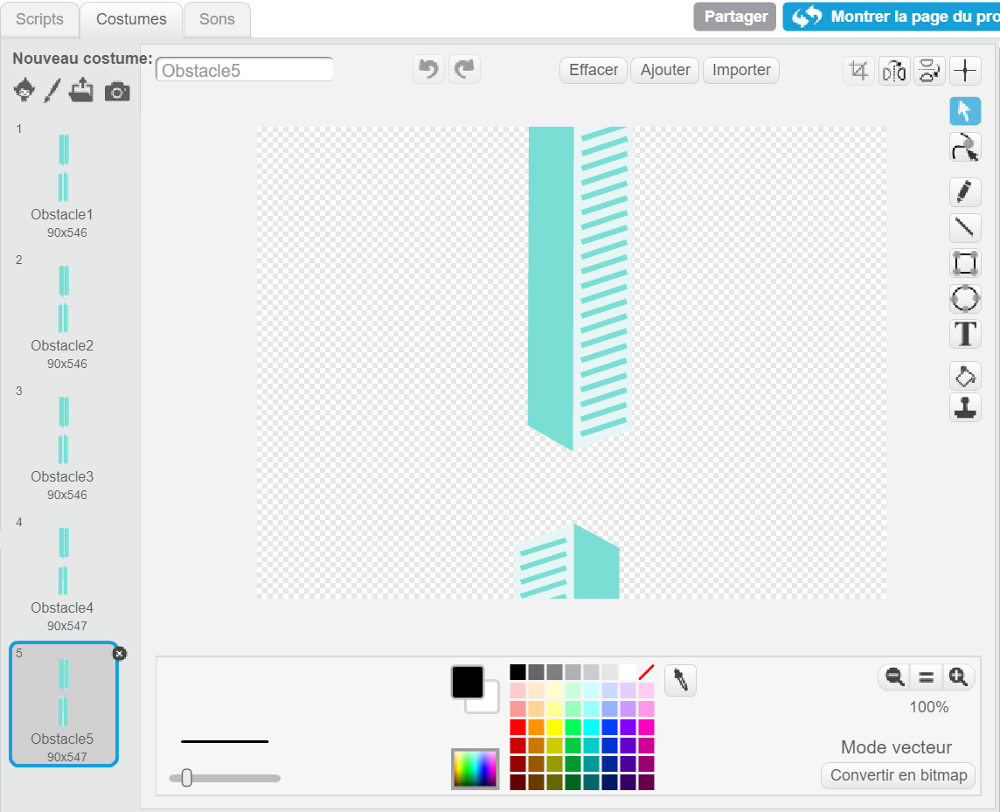 Scripts
Costumes
Sons
Partager
Montrer la page du pro
Nouveau costume:
Obstacle5
Effacer
Ajouter
Importer
1
Obstacle1
90x546
2
Obstacle2
90x546
3
Obstacle3
90x546
4
Obstacle4
90x547
5
Obstacle5
90x547
T
100%
Mode vecteur
Convertir en bitmap